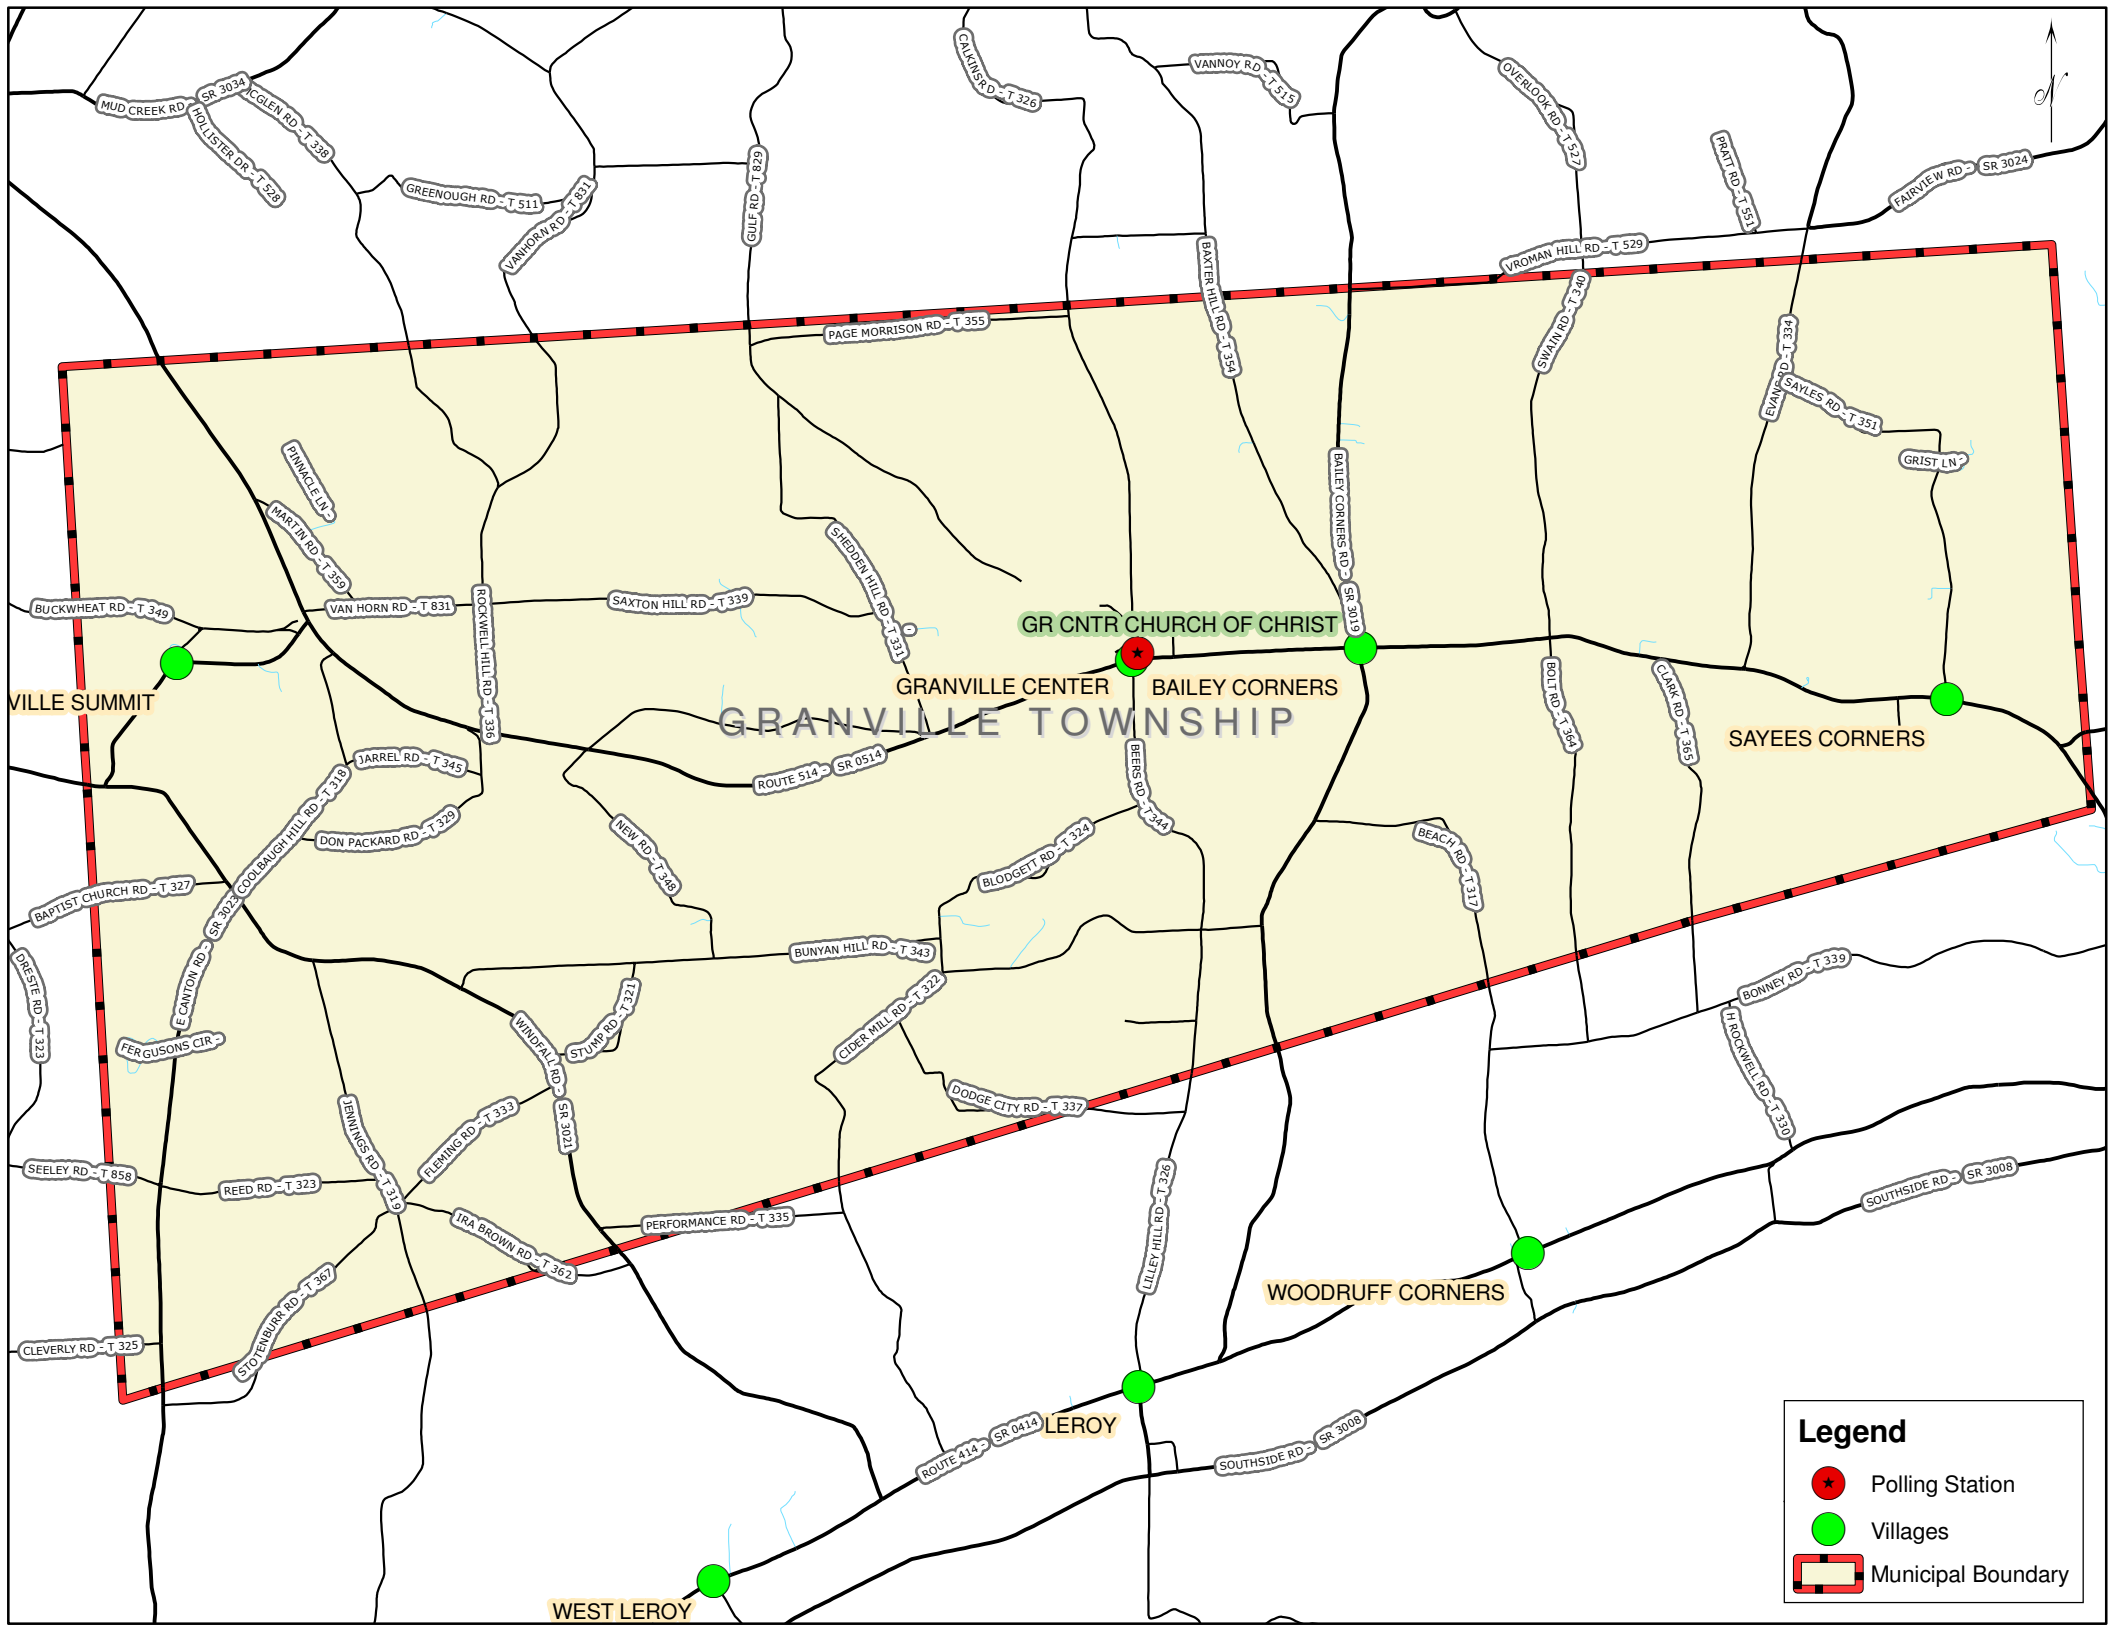 CALKINS RD - T 326
VANNOY RD - T 515
OVERLOOK RD - T 527
MUD CREEK RD -
SR 3034
HOLLISTER DR - T 528
GREENOUGH RD - T 511
VANHORN RD - T 831
GULF RD - T 829
PRATT RD - T 551
FAIRVIEW RD -
SR 3024
N
VROMAN HILL RD - T 529
BAXTER HILL RD - T 354
SWAIN RD - T 340
PAGE MORRISON RD - T 355
EVANS RD - T 334
SAYLES RD - T 351
GRIST LN -
PINNACLE LN -
MARTIN RD - T 359
BAILEY CORNERS RD -
SR 3019
SHEDDEN HILL RD - T 331
BUCKWHEAT RD - T 349
VAN HORN RD - T 831
ROCKWELL HILL RD - T 336
SAXTON HILL RD - T 339
GR CNTR CHURCH OF CHRIST
VILLE SUMMIT
GRANVILLE CENTER
BAILEY CORNERS
GRANVILLE TOWNSHIP
BOLT RD - T 364
CLARK RD - T 365
SAYEES CORNERS
JARREL RD - T 345
ROUTE 514 -
SR 0514
BEERS RD - T 344
COOLBAUGH HILL RD - T 318
DON PACKARD RD - T 329
NEW RD - T 348
BLODGETT RD - T 324
BEACH RD - T 317
BAPTIST CHURCH RD - T 327
SR 3023
E CANTON RD -
BUNYAN HILL RD - T 343
DRESTE RD - T 323
STUMP RD - T 321
CIDER MILL RD - T 322
BONNEY RD - T 339
H ROCKWELL RD - T 330
FERGUSONS CIR -
WINDFALL RD -
SR 3021
DODGE CITY RD - T 337
JENNINGS RD - T 319
FLEMING RD - T 333
SEELEY RD - T 858
REED RD - T 323
LILLEY HILL RD - T 326
SOUTHSIDE RD -
SR 3008
IRA BROWN RD - T 362
PERFORMANCE RD - T 335
STOTENBURR RD - T 367
CLEVERLY RD - T 325
WOODRUFF CORNERS
LEROY
ROUTE 414 -
SR 0414
SOUTHSIDE RD -
SR 3008
WEST LEROY
Legend
Polling Station
Villages
Municipal Boundary